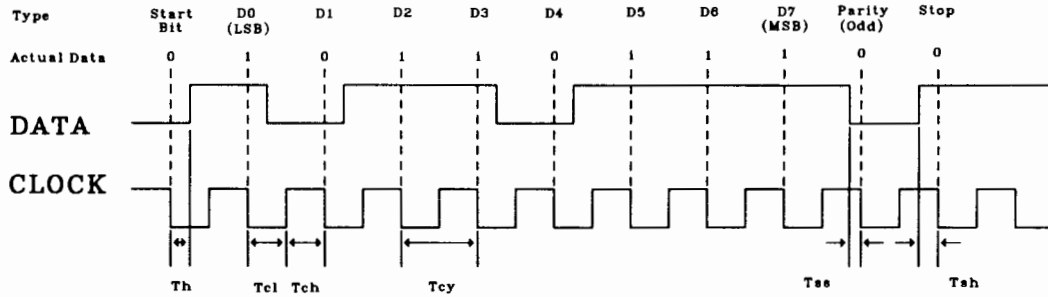 Type Start Bit D0 (LSB) D1 D2 D3 D4 D5 D6 D7 (MSB) Parity (Odd) Stop
Actual Data 0 1 0 1 1 0 1 1 1 0 0
DATA
CLOCK
Th Tcl Tch Tcy Tss Tsh